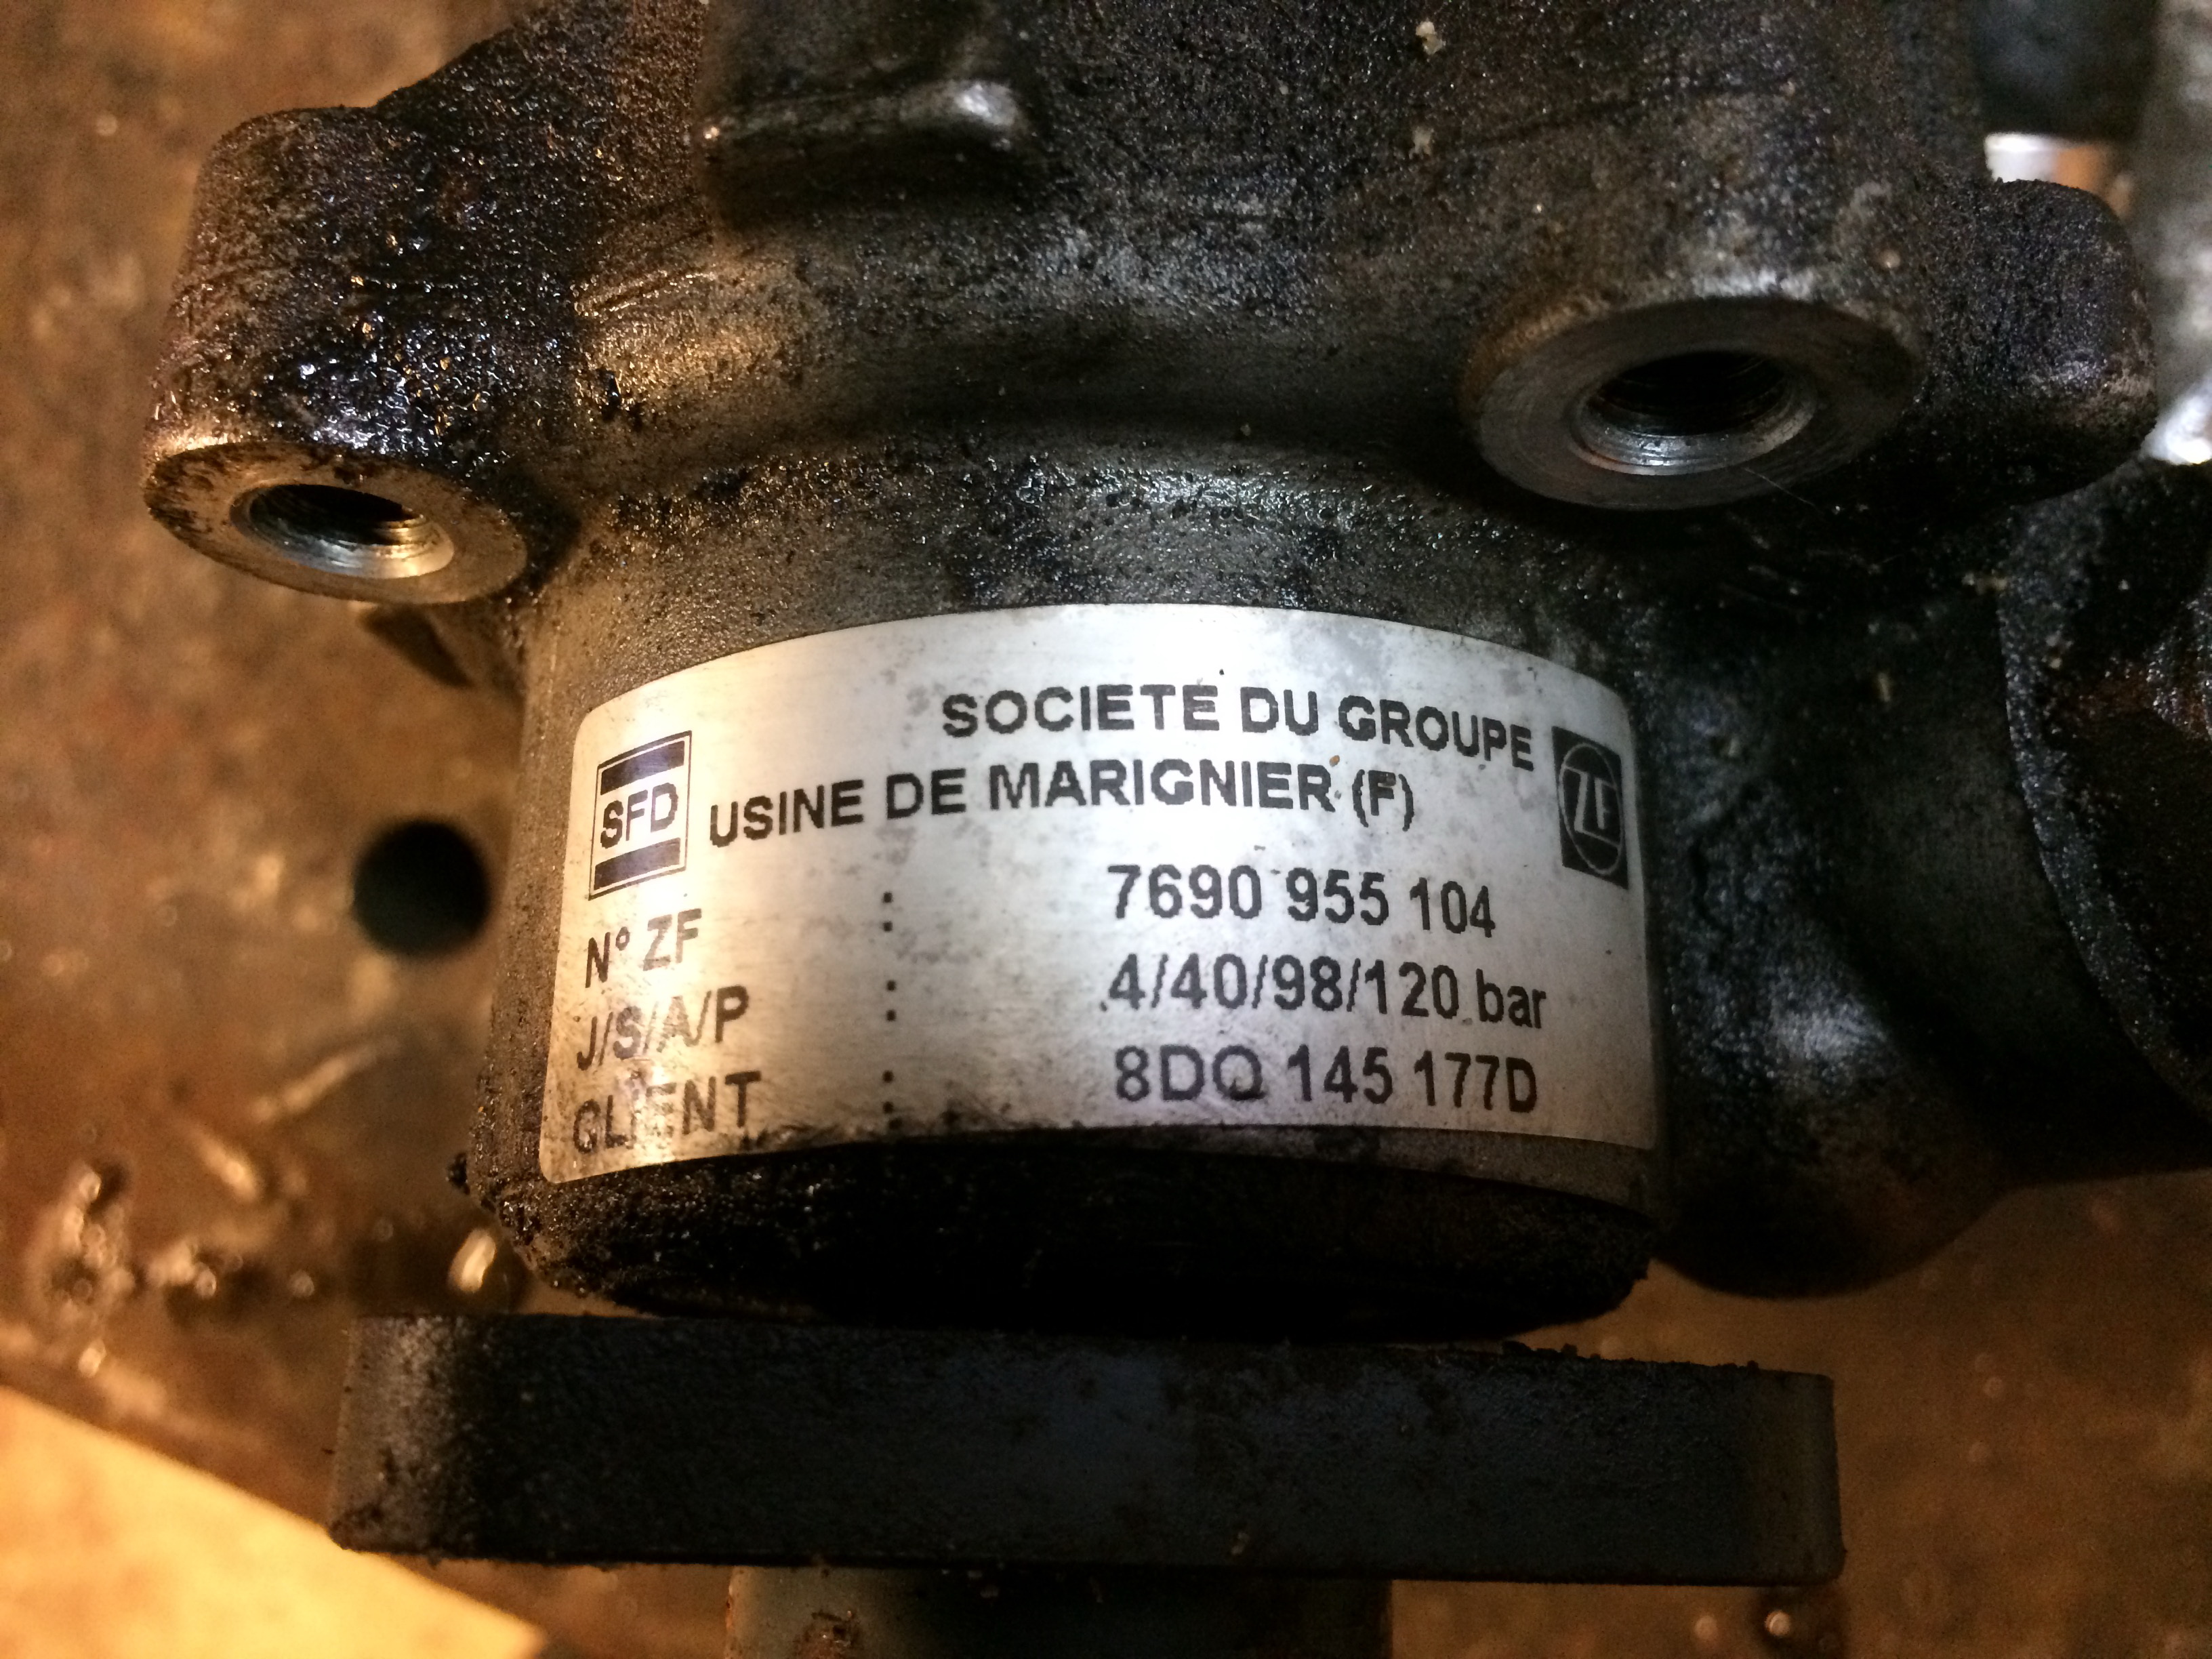 SOCIETE DU GROUPE
ZF
SFD
USINE DE MARIGNIER (F)
N° ZF : 7690 955 104
J/S/A/P : 4/40/98/120 bar
CLIENT : 8DQ 145 177D